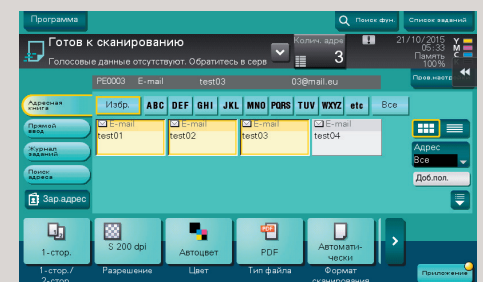 Программа
Поиск фун.
Список заданий
Готов к сканированию
Колич. адре
3
21/10/2015
05:33
Память
100%
Y
M
C
Голосовые данные отсутствуют. Обратитесь в серв
PE0003 E-mail test03 03@mail.eu
Адресная
книга
Избр. ABC DEF GHI JKL MNO PQRS TUV WXYZ etc Все
Прямой
ввод
E-mail
test01
E-mail
test02
E-mail
test03
E-mail
test04
Журнал
заданий
Поиск
адреса
Зар.адрес
Адрес
Все
Доб.пол.
1-стор.
S 200 dpi
Автоцвет
PDF
Автомати-
чески
1-стор./
2-стор.
Разрешение
Цвет
Тип файла
Формат
сканирования
Приложение